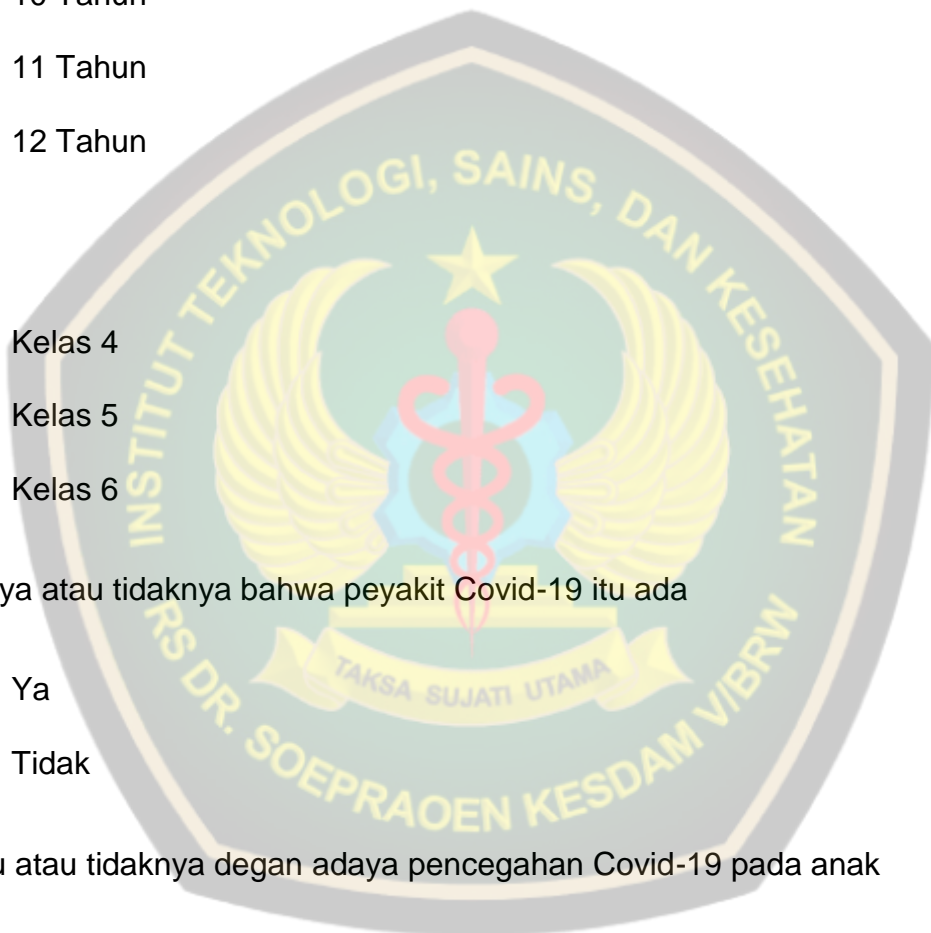 Tahun
11 Tahun
12 Tahun
Kelas 4
Kelas 5
Kelas 6
atau tidaknya bahwa peyakit Covid-19 itu ada
Ya
Tidak
atau tidaknya degan adaya pencegahan Covid-19 pada anak
INSTITUT TEKNOLOGI, SAINS, DAN KESEHATAN
TAKSA SUJATI UTAMA
RS DR. SOEPRAOEN KESDAM V/BRW